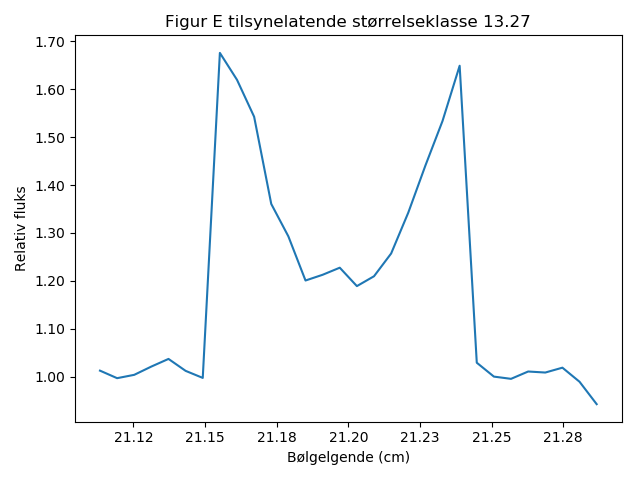 Figur E tilsynelatende størrelseklasse 13.27
1.70
1.60
1.50
1.40
1.30
1.20
1.10
1.00
Relativ fluks
21.12 21.15 21.18 21.20 21.23 21.25 21.28
Bølgelgende (cm)